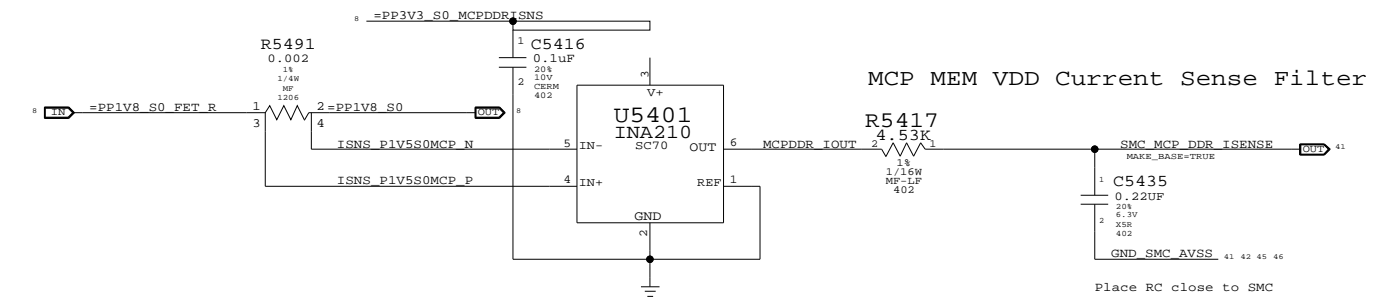 8 =PP3V3_S0_MCPDDRISNS
R5491
0.002
1%
1/4W
MF
1206
1 C5416
0.1uF
20%
10V
2 CERM
402
3
V+
MCP MEM VDD Current Sense Filter
8 IN =PP1V8_S0_FET_R 1 2 =PP1V8_S0 OUT 8
3 4
U5401
INA210
SC70
R5417
4.53K
ISNS_P1V5S0MCP_N 5 IN- OUT 6 MCPDDR_IOUT 2 1 SMC_MCP_DDR_ISENSE OUT 41
MAKE_BASE=TRUE
1%
1/16W
MF-LF
402
ISNS_P1V5S0MCP_P 4 IN+ REF 1
1 C5435
0.22UF
20%
6.3V
2 X5R
402
GND
2
GND_SMC_AVSS 41 42 45 46
Place RC close to SMC